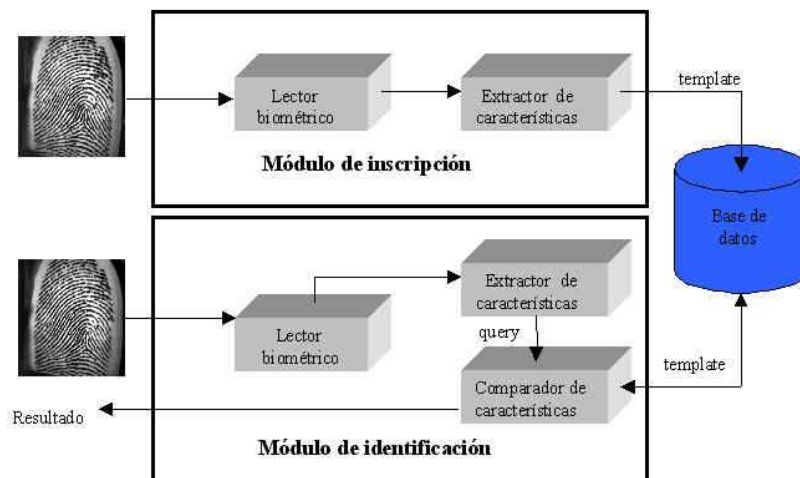 Lector
biométrico
Extractor de
características
template
Módulo de inscripción
Base de
datos
Extractor de
características
Lector
biométrico
query
template
Comparador de
características
Resultado
Módulo de identificación